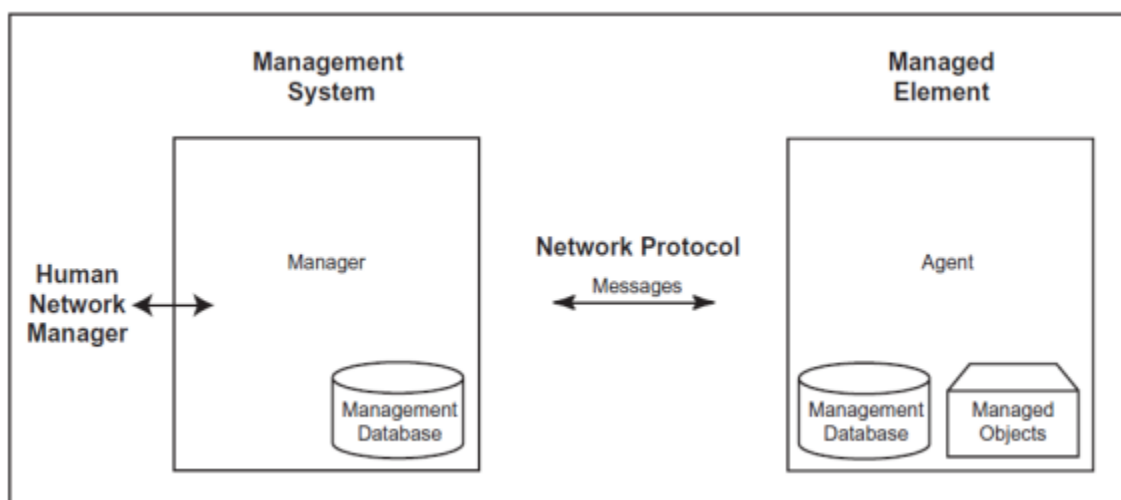 Management
System
Managed
Element
Human
Network
Manager
Manager
Network Protocol
Messages
Agent
Management
Database
Management
Database
Managed
Objects